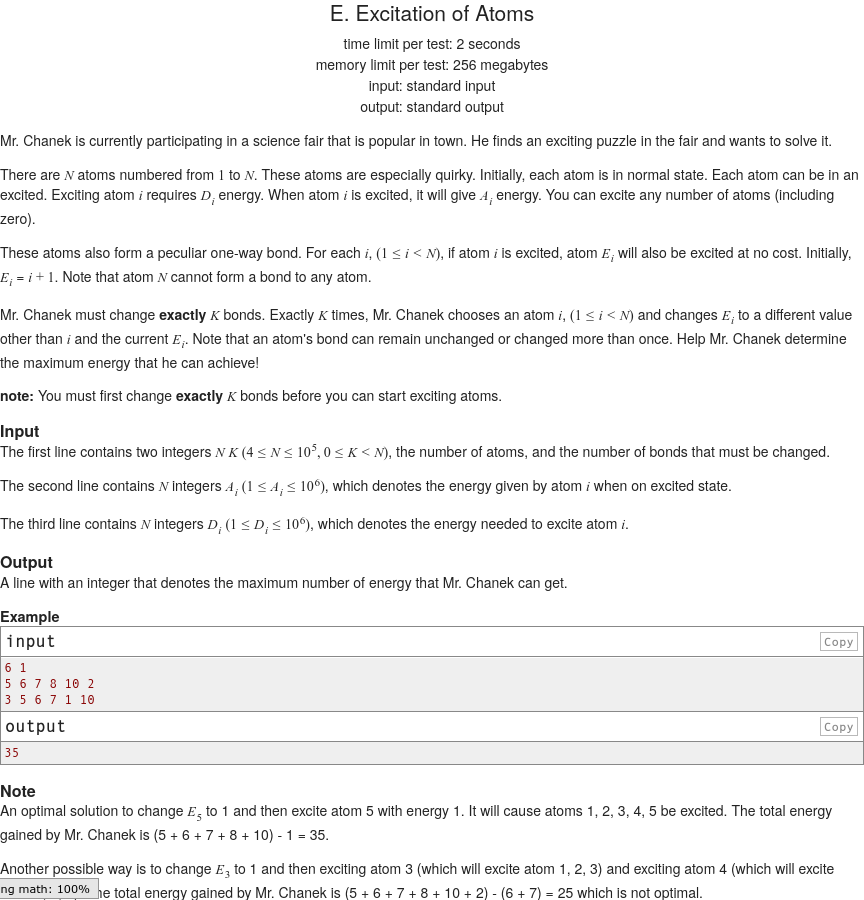 E. Excitation of Atoms
time limit per test: 2 seconds
memory limit per test: 256 megabytes
input: standard input
output: standard output
Mr. Chanek is currently participating in a science fair that is popular in town. He finds an exciting puzzle in the fair and wants to solve it.
There are N atoms numbered from 1 to N. These atoms are especially quirky. Initially, each atom is in normal state. Each atom can be in an
excited. Exciting atom i requires D_i energy. When atom i is excited, it will give A_i energy. You can excite any number of atoms (including
zero).
These atoms also form a peculiar one-way bond. For each i, (1 ≤ i < N), if atom i is excited, atom E_i will also be excited at no cost. Initially,
E_i = i + 1. Note that atom N cannot form a bond to any atom.
Mr. Chanek must change exactly K bonds. Exactly K times, Mr. Chanek chooses an atom i, (1 ≤ i < N) and changes E_i to a different value
other than i and the current E_i. Note that an atom's bond can remain unchanged or changed more than once. Help Mr. Chanek determine
the maximum energy that he can achieve!
note: You must first change exactly K bonds before you can start exciting atoms.
Input
The first line contains two integers N K (4 ≤ N ≤ 10^5, 0 ≤ K < N), the number of atoms, and the number of bonds that must be changed.
The second line contains N integers A_i (1 ≤ A_i ≤ 10^6), which denotes the energy given by atom i when on excited state.
The third line contains N integers D_i (1 ≤ D_i ≤ 10^6), which denotes the energy needed to excite atom i.
Output
A line with an integer that denotes the maximum number of energy that Mr. Chanek can get.
Example
input
Copy
6 1
5 6 7 8 10 2
3 5 6 7 1 10
output
Copy
35
Note
An optimal solution to change E_5 to 1 and then excite atom 5 with energy 1. It will cause atoms 1, 2, 3, 4, 5 be excited. The total energy
gained by Mr. Chanek is (5 + 6 + 7 + 8 + 10) - 1 = 35.
Another possible way is to change E_3 to 1 and then exciting atom 3 (which will excite atom 1, 2, 3) and exciting atom 4 (which will excite
ng math: 100%
he total energy gained by Mr. Chanek is (5 + 6 + 7 + 8 + 10 + 2) - (6 + 7) = 25 which is not optimal.